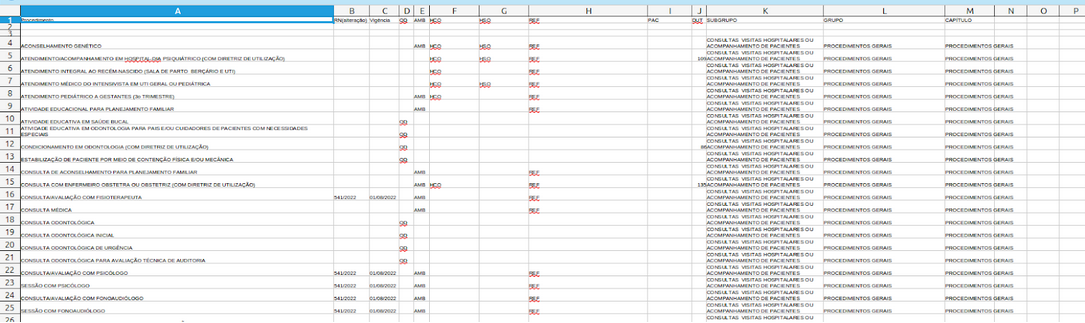 A B C D E F G H I J K L M N O P
1 Procedimento RN(alteração) Vigência OD AMB HCO HSO REF PAC DUT SUBGRUPO GRUPO CAPÍTULO
2
3
4 ACONSELHAMENTO GENÉTICO AMB HCO HSO REF CONSULTAS VISITAS HOSPITALARES OU ACOMPANHAMENTO DE PACIENTES PROCEDIMENTOS GERAIS PROCEDIMENTOS GERAIS
5 ATENDIMENTO/ACOMPANHAMENTO EM HOSPITAL-DIA PSIQUIÁTRICO (COM DIRETRIZ DE UTILIZAÇÃO) HCO HSO REF 109 CONSULTAS VISITAS HOSPITALARES OU ACOMPANHAMENTO DE PACIENTES PROCEDIMENTOS GERAIS PROCEDIMENTOS GERAIS
6 ATENDIMENTO INTEGRAL AO RECÉM-NASCIDO (SALA DE PARTO BERÇÁRIO E UTI) HCO REF CONSULTAS VISITAS HOSPITALARES OU ACOMPANHAMENTO DE PACIENTES PROCEDIMENTOS GERAIS PROCEDIMENTOS GERAIS
7 ATENDIMENTO MÉDICO DO INTENSIVISTA EM UTI GERAL OU PEDIÁTRICA HCO HSO REF CONSULTAS VISITAS HOSPITALARES OU ACOMPANHAMENTO DE PACIENTES PROCEDIMENTOS GERAIS PROCEDIMENTOS GERAIS
8 ATENDIMENTO PEDIÁTRICO A GESTANTES (3o TRIMESTRE) AMB HCO REF CONSULTAS VISITAS HOSPITALARES OU ACOMPANHAMENTO DE PACIENTES PROCEDIMENTOS GERAIS PROCEDIMENTOS GERAIS
9 ATIVIDADE EDUCACIONAL PARA PLANEJAMENTO FAMILIAR AMB REF CONSULTAS VISITAS HOSPITALARES OU ACOMPANHAMENTO DE PACIENTES PROCEDIMENTOS GERAIS PROCEDIMENTOS GERAIS
10 ATIVIDADE EDUCATIVA EM SAÚDE BUCAL OD CONSULTAS VISITAS HOSPITALARES OU ACOMPANHAMENTO DE PACIENTES PROCEDIMENTOS GERAIS PROCEDIMENTOS GERAIS
11 ATIVIDADE EDUCATIVA EM ODONTOLOGIA PARA PAIS E/OU CUIDADORES DE PACIENTES COM NECESSIDADES ESPECIAIS OD CONSULTAS VISITAS HOSPITALARES OU ACOMPANHAMENTO DE PACIENTES PROCEDIMENTOS GERAIS PROCEDIMENTOS GERAIS
12 CONDICIONAMENTO EM ODONTOLOGIA (COM DIRETRIZ DE UTILIZAÇÃO) OD CONSULTAS VISITAS HOSPITALARES OU ACOMPANHAMENTO DE PACIENTES PROCEDIMENTOS GERAIS PROCEDIMENTOS GERAIS
13 ESTABILIZAÇÃO DE PACIENTE POR MEIO DE CONTENÇÃO FÍSICA E/OU MECÂNICA OD CONSULTAS VISITAS HOSPITALARES OU ACOMPANHAMENTO DE PACIENTES PROCEDIMENTOS GERAIS PROCEDIMENTOS GERAIS
14 CONSULTA DE ACONSELHAMENTO PARA PLANEJAMENTO FAMILIAR AMB REF CONSULTAS VISITAS HOSPITALARES OU ACOMPANHAMENTO DE PACIENTES PROCEDIMENTOS GERAIS PROCEDIMENTOS GERAIS
15 CONSULTA COM ENFERMEIRO OBSTETRA OU OBSTETRIZ (COM DIRETRIZ DE UTILIZAÇÃO) AMB HCO REF 135 CONSULTAS VISITAS HOSPITALARES OU ACOMPANHAMENTO DE PACIENTES PROCEDIMENTOS GERAIS PROCEDIMENTOS GERAIS
16 CONSULTA/AVALIAÇÃO COM FISIOTERAPEUTA 541/2022 01/08/2022 AMB REF CONSULTAS VISITAS HOSPITALARES OU ACOMPANHAMENTO DE PACIENTES PROCEDIMENTOS GERAIS PROCEDIMENTOS GERAIS
17 CONSULTA MÉDICA AMB REF CONSULTAS VISITAS HOSPITALARES OU ACOMPANHAMENTO DE PACIENTES PROCEDIMENTOS GERAIS PROCEDIMENTOS GERAIS
18 CONSULTA ODONTOLÓGICA OD CONSULTAS VISITAS HOSPITALARES OU ACOMPANHAMENTO DE PACIENTES PROCEDIMENTOS GERAIS PROCEDIMENTOS GERAIS
19 CONSULTA ODONTOLÓGICA INICIAL OD CONSULTAS VISITAS HOSPITALARES OU ACOMPANHAMENTO DE PACIENTES PROCEDIMENTOS GERAIS PROCEDIMENTOS GERAIS
20 CONSULTA ODONTOLÓGICA DE URGÊNCIA OD CONSULTAS VISITAS HOSPITALARES OU ACOMPANHAMENTO DE PACIENTES PROCEDIMENTOS GERAIS PROCEDIMENTOS GERAIS
21 CONSULTA ODONTOLÓGICA PARA AVALIAÇÃO TÉCNICA DE AUDITORIA OD CONSULTAS VISITAS HOSPITALARES OU ACOMPANHAMENTO DE PACIENTES PROCEDIMENTOS GERAIS PROCEDIMENTOS GERAIS
22 CONSULTA/AVALIAÇÃO COM PSICÓLOGO 541/2022 01/08/2022 AMB REF CONSULTAS VISITAS HOSPITALARES OU ACOMPANHAMENTO DE PACIENTES PROCEDIMENTOS GERAIS PROCEDIMENTOS GERAIS
23 SESSÃO COM PSICÓLOGO 541/2022 01/08/2022 AMB REF CONSULTAS VISITAS HOSPITALARES OU ACOMPANHAMENTO DE PACIENTES PROCEDIMENTOS GERAIS PROCEDIMENTOS GERAIS
24 CONSULTA/AVALIAÇÃO COM FONOAUDIÓLOGO 541/2022 01/08/2022 AMB REF CONSULTAS VISITAS HOSPITALARES OU ACOMPANHAMENTO DE PACIENTES PROCEDIMENTOS GERAIS PROCEDIMENTOS GERAIS
25 SESSÃO COM FONOAUDIÓLOGO 541/2022 01/08/2022 AMB REF CONSULTAS VISITAS HOSPITALARES OU ACOMPANHAMENTO DE PACIENTES PROCEDIMENTOS GERAIS PROCEDIMENTOS GERAIS
26 CONSULTAS VISITAS HOSPITALARES OU